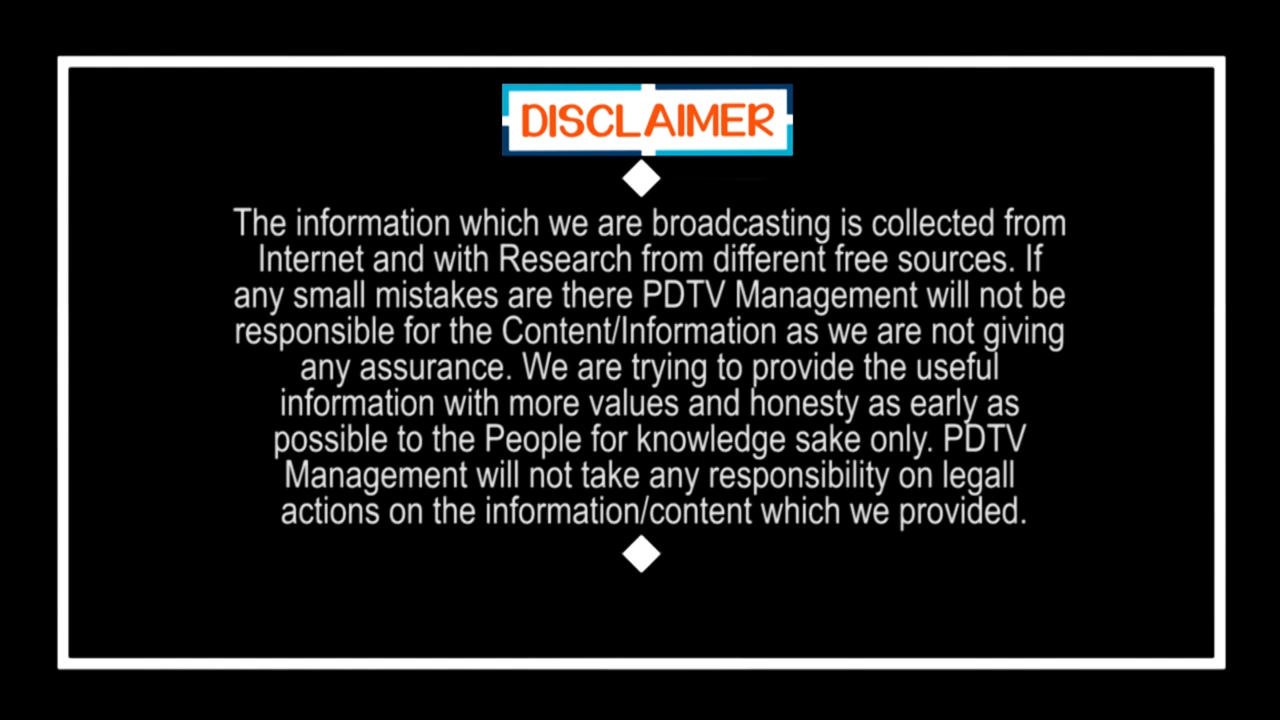 DISCLAIMER
The information which we are broadcasting is collected from
Internet and with Research from different free sources. If
any small mistakes are there PDTV Management will not be
responsible for the Content/Information as we are not giving
any assurance. We are trying to provide the useful
information with more values and honesty as early as
possible to the People for knowledge sake only. PDTV
Management will not take any responsibility on legall
actions on the information/content which we provided.